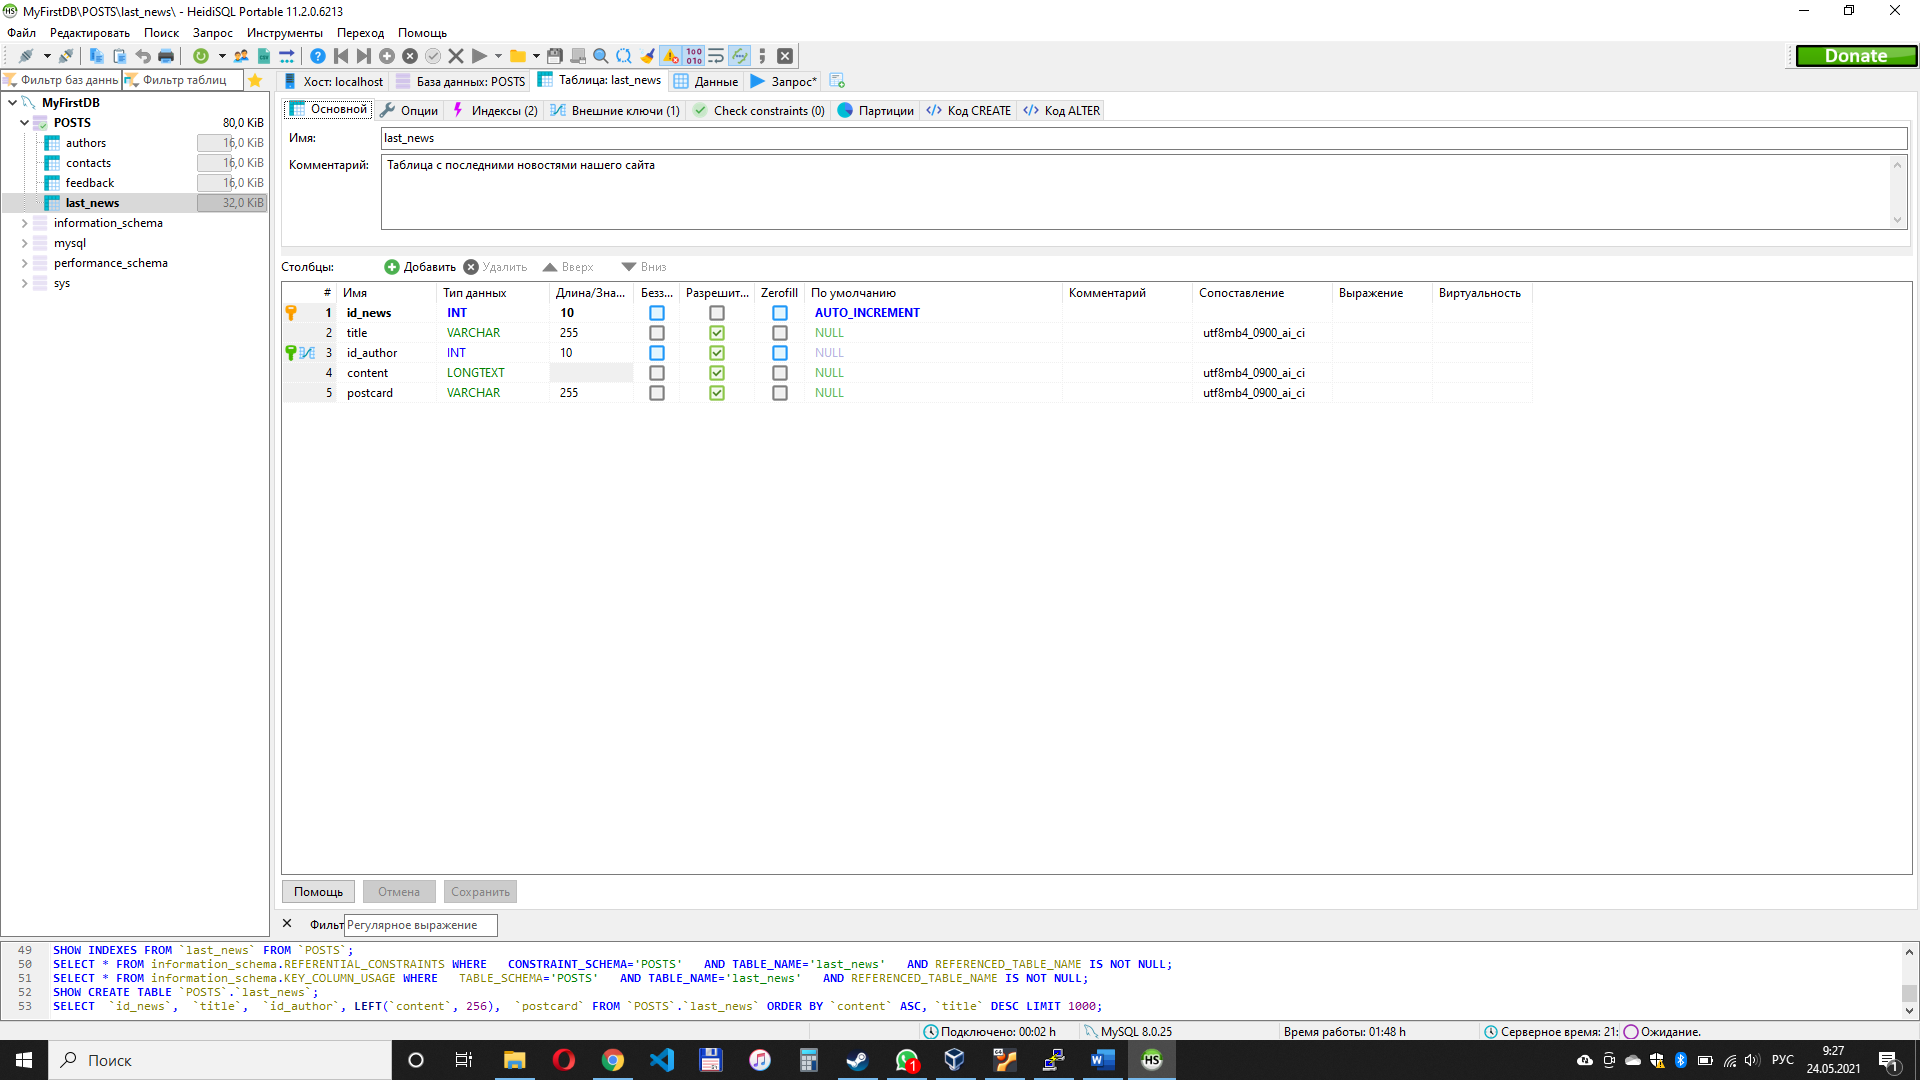 MyFirstDB\POSTS\last_news\ - HeidiSQL Portable 11.2.0.6213
Файл Редактировать Поиск Запрос Инструменты Переход Помощь
Donate
Фильтр баз данн Фильтр таблиц
Хост: localhost База данных: POSTS Таблица: last_news Данные Запрос*
MyFirstDB
POSTS 80,0 KiB
authors 16,0 KiB
contacts 16,0 KiB
feedback 16,0 KiB
last_news 32,0 KiB
information_schema
mysql
performance_schema
sys
Основной Опции Индексы (2) Внешние ключи (1) Check constraints (0) Партиции Код CREATE Код ALTER
Имя: last_news
Комментарий: Таблица с последними новостями нашего сайта
Столбцы: Добавить Удалить Вверх Вниз
# Имя Тип данных Длина/Зна... Безз... Разрешит... Zerofill По умолчанию Комментарий Сопоставление Выражение Виртуальность
1 id_news INT 10 AUTO_INCREMENT
2 title VARCHAR 255 NULL utf8mb4_0900_ai_ci
3 id_author INT 10 NULL
4 content LONGTEXT NULL utf8mb4_0900_ai_ci
5 postcard VARCHAR 255 NULL utf8mb4_0900_ai_ci
Помощь Отмена Сохранить
Фильт Регулярное выражение
49 SHOW INDEXES FROM `last_news` FROM `POSTS`;
50 SELECT * FROM information_schema.REFERENTIAL_CONSTRAINTS WHERE CONSTRAINT_SCHEMA='POSTS' AND TABLE_NAME='last_news' AND REFERENCED_TABLE_NAME IS NOT NULL;
51 SELECT * FROM information_schema.KEY_COLUMN_USAGE WHERE TABLE_SCHEMA='POSTS' AND TABLE_NAME='last_news' AND REFERENCED_TABLE_NAME IS NOT NULL;
52 SHOW CREATE TABLE `POSTS`.`last_news`;
53 SELECT `id_news`, `title`, `id_author`, LEFT(`content`, 256), `postcard` FROM `POSTS`.`last_news` ORDER BY `content` ASC, `title` DESC LIMIT 1000;
Подключено: 00:02 h MySQL 8.0.25 Время работы: 01:48 h Серверное время: 21: Ожидание.
Поиск
1
HS
РУС
9:27
24.05.2021
1